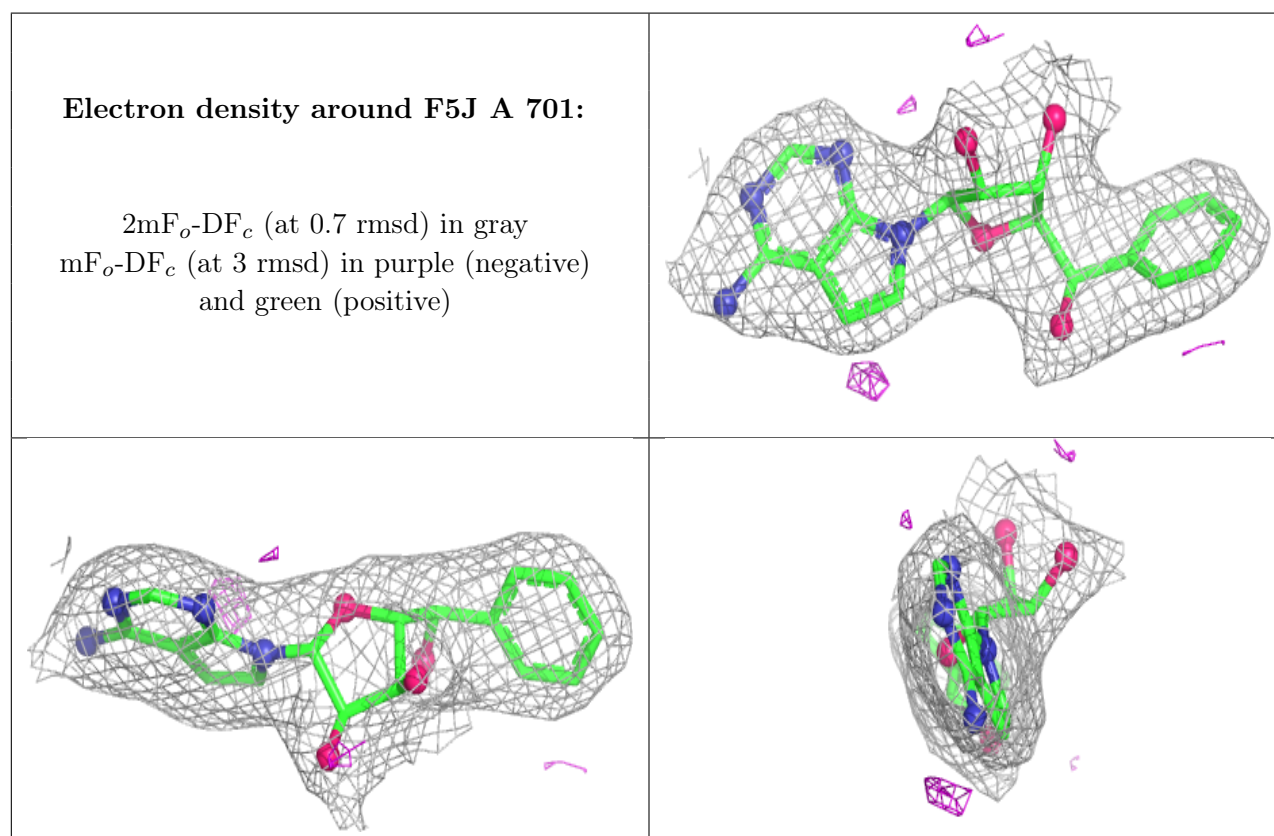 Electron density around F5J A 701:
2mFo-DFc (at 0.7 rmsd) in gray
mFo-DFc (at 3 rmsd) in purple (negative)
and green (positive)